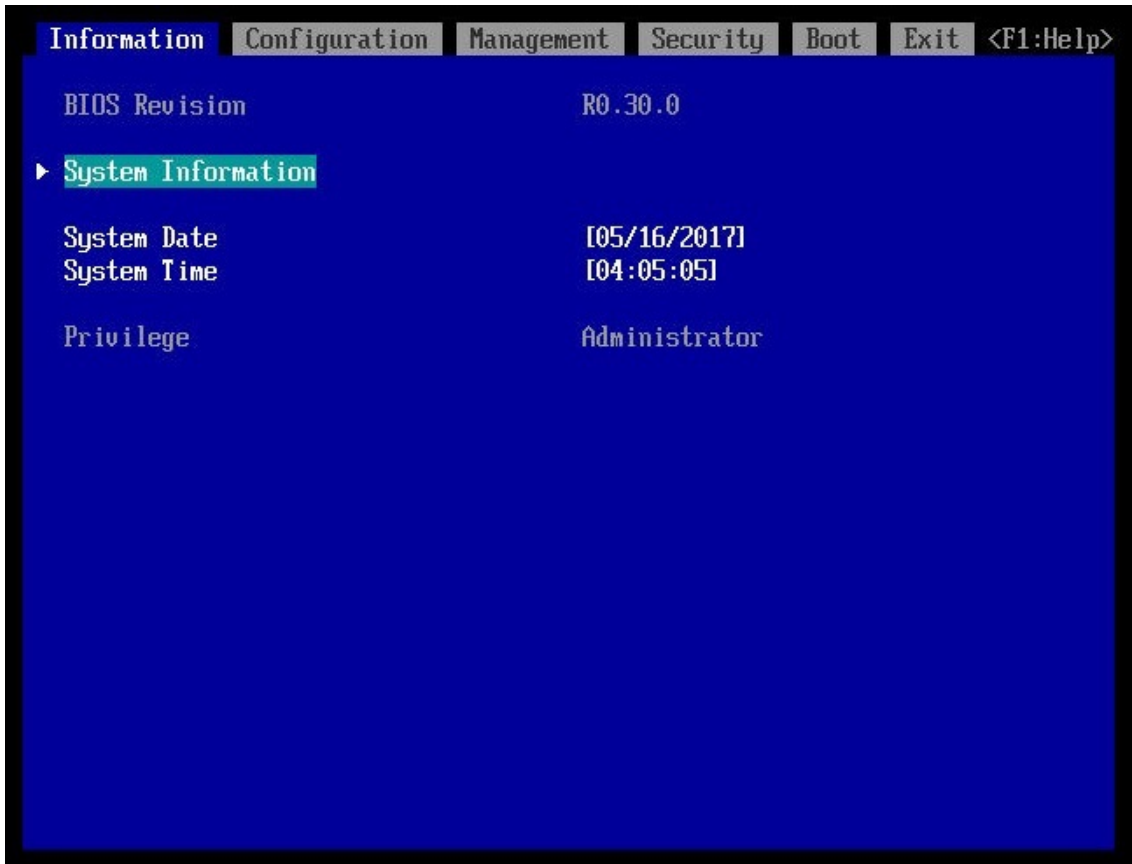 Information Configuration Management Security Boot Exit <F1:Help>
BIOS Revision R0.30.0
System Information
System Date [05/16/2017]
System Time [04:05:05]
Privilege Administrator